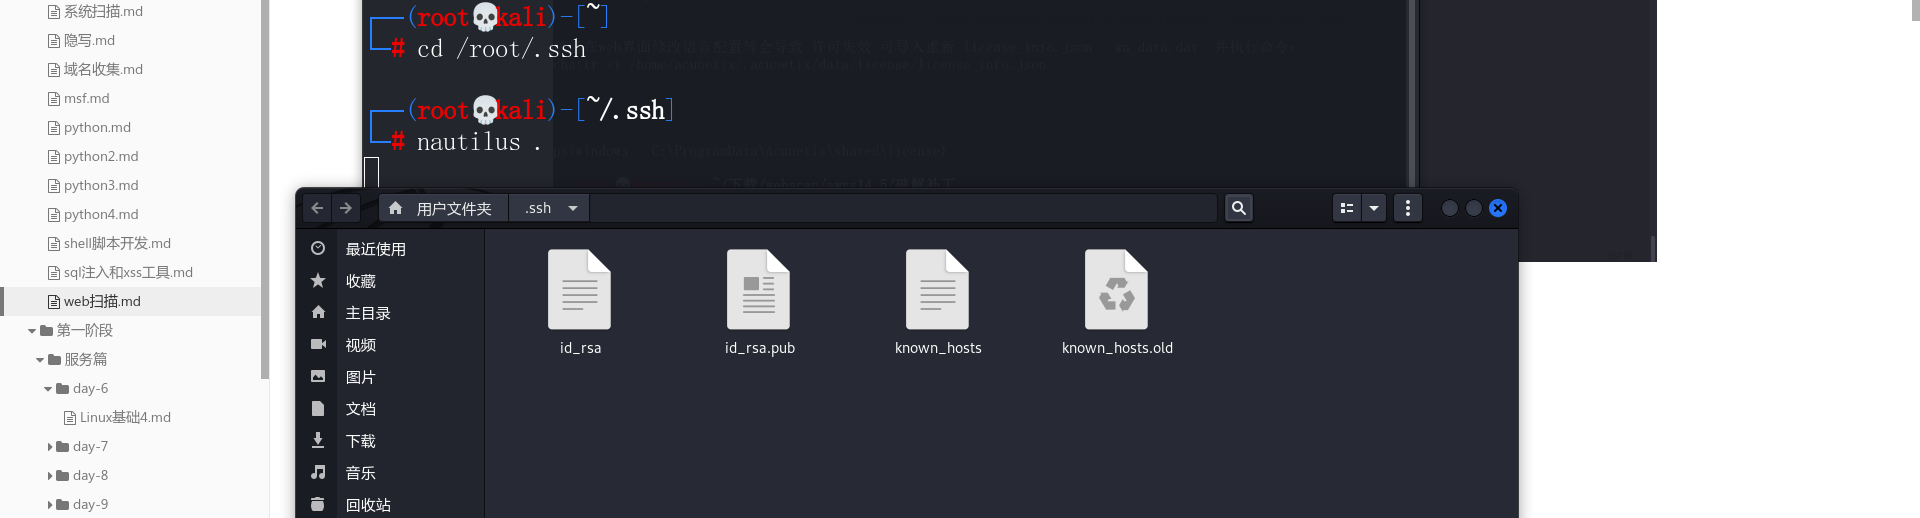 系统扫描.md
隐写.md
域名收集.md
msf.md
python.md
python2.md
python3.md
python4.md
shell脚本开发.md
sql注入和xss工具.md
web扫描.md
第一阶段
服务篇
day-6
Linux基础4.md
day-7
day-8
day-9
(root💀kali)-[~]
# cd /root/.ssh
(root💀kali)-[~/.ssh]
# nautilus .
用户文件夹 .ssh
最近使用
收藏
主目录
视频
图片
文档
下载
音乐
回收站
id_rsa
id_rsa.pub
known_hosts
known_hosts.old